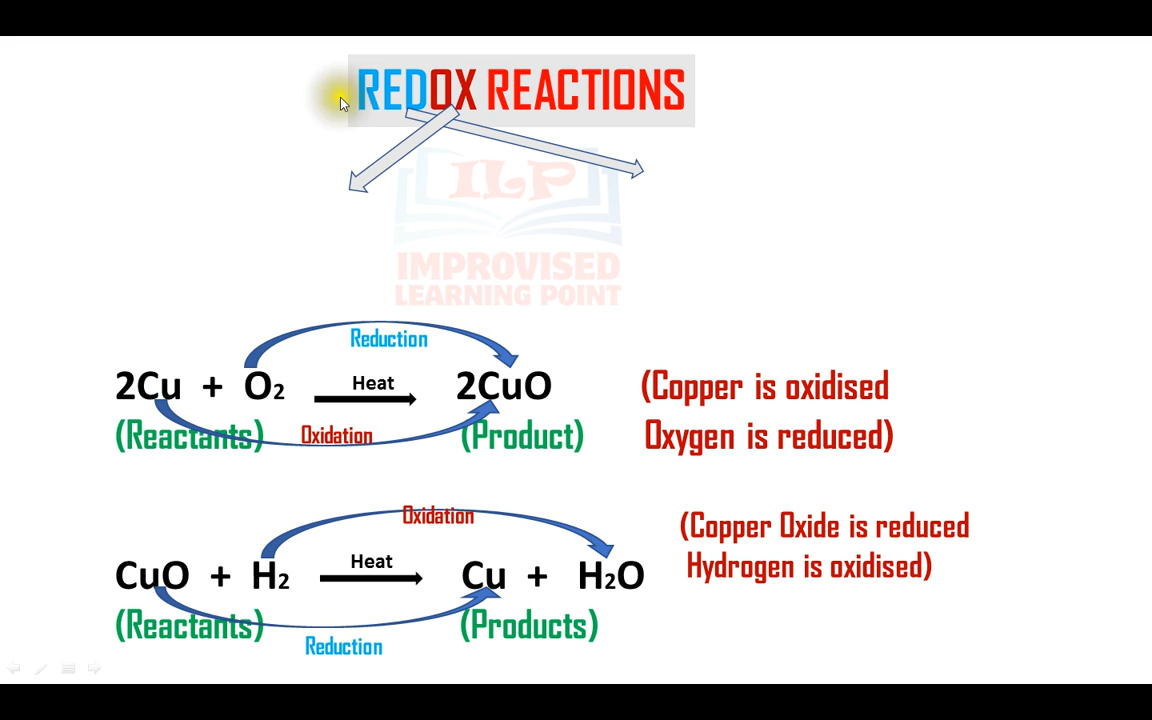 REDOX REACTIONS
ILP
IMPROVISED
LEARNING POINT
Reduction
2Cu + O2 Heat 2CuO (Copper is oxidised
(Reactants) Oxidation (Product) Oxygen is reduced)
Oxidation
(Copper Oxide is reduced
CuO + H2 Heat Cu + H2O Hydrogen is oxidised)
(Reactants) (Products)
Reduction